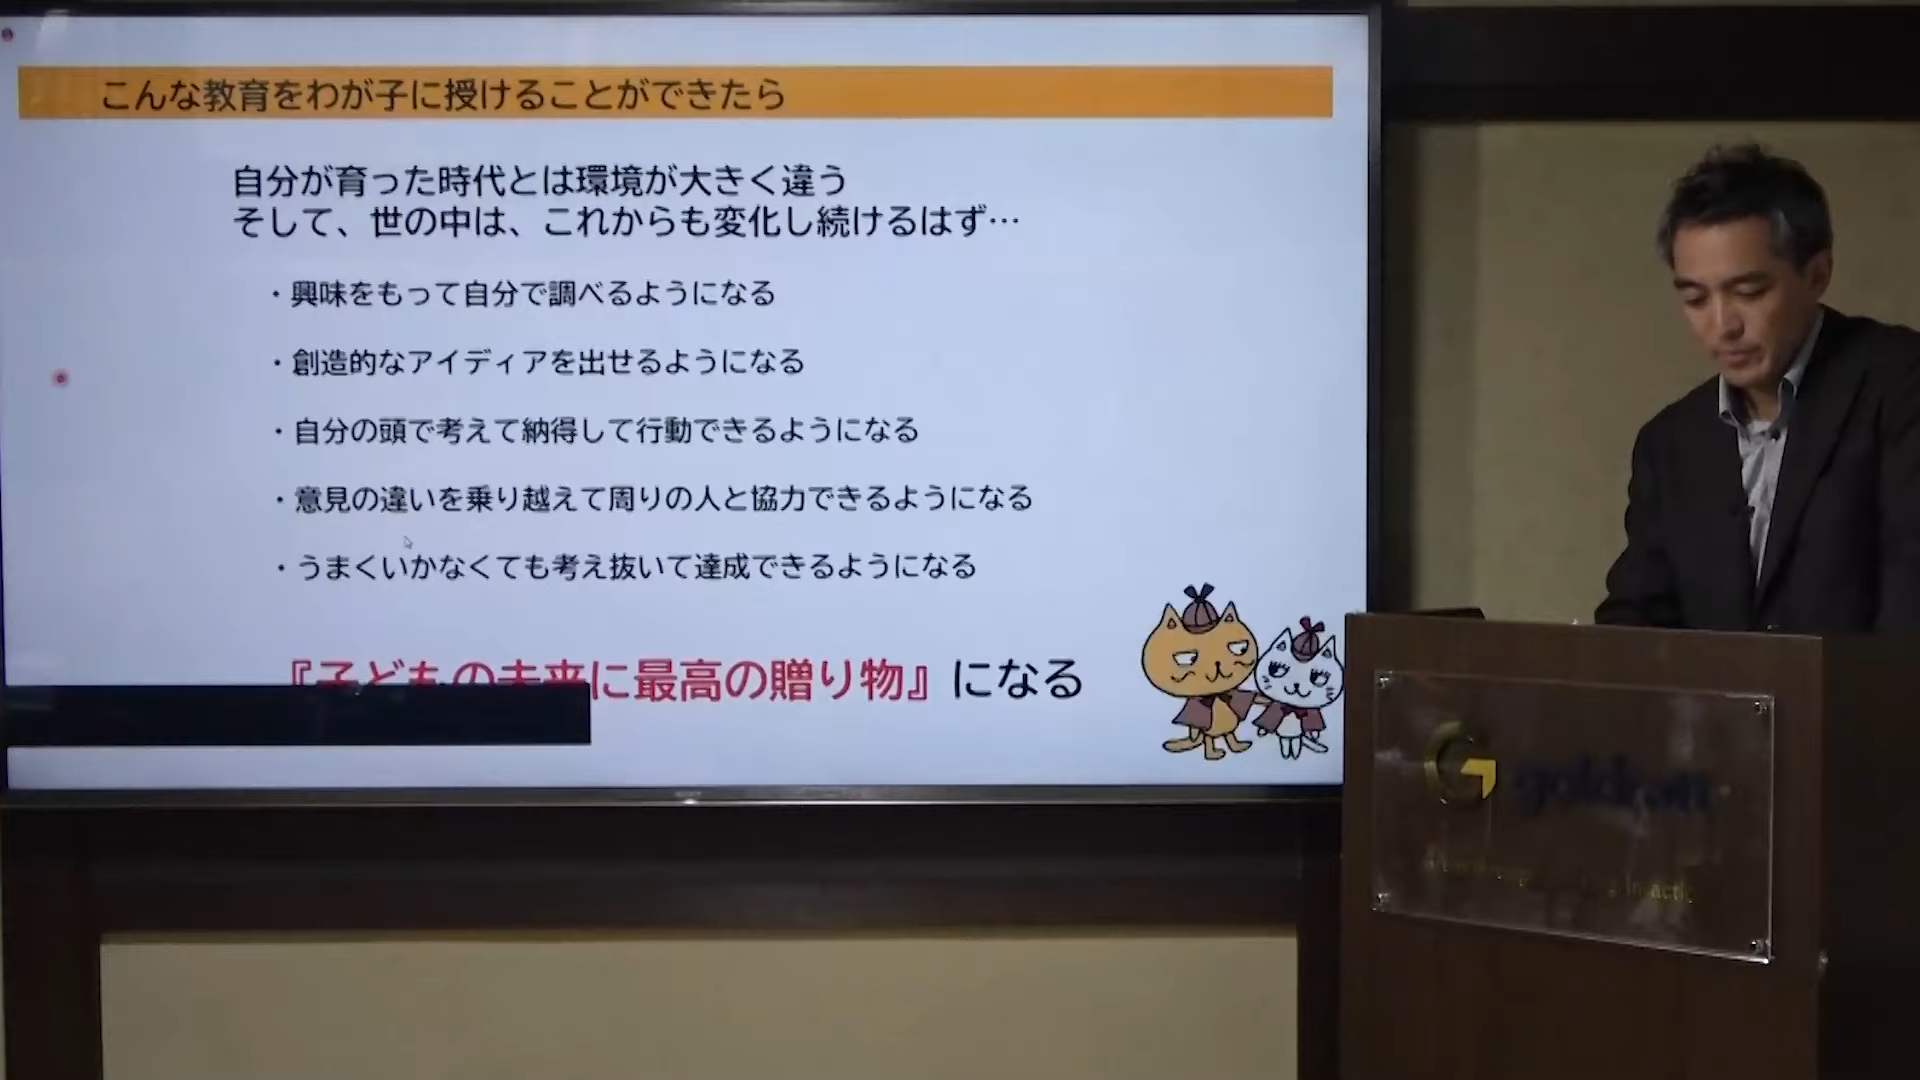 こんな教育をわが子に授けることができたら
自分が育った時代とは環境が大きく違う
そして、世の中は、これからも変化し続けるはず…
・興味をもって自分で調べるようになる
・創造的なアイディアを出せるようになる
・自分の頭で考えて納得して行動できるようになる
・意見の違いを乗り越えて周りの人と協力できるようになる
・うまくいかなくても考え抜いて達成できるようになる
『子どもの未来に最高の贈り物』になる
G